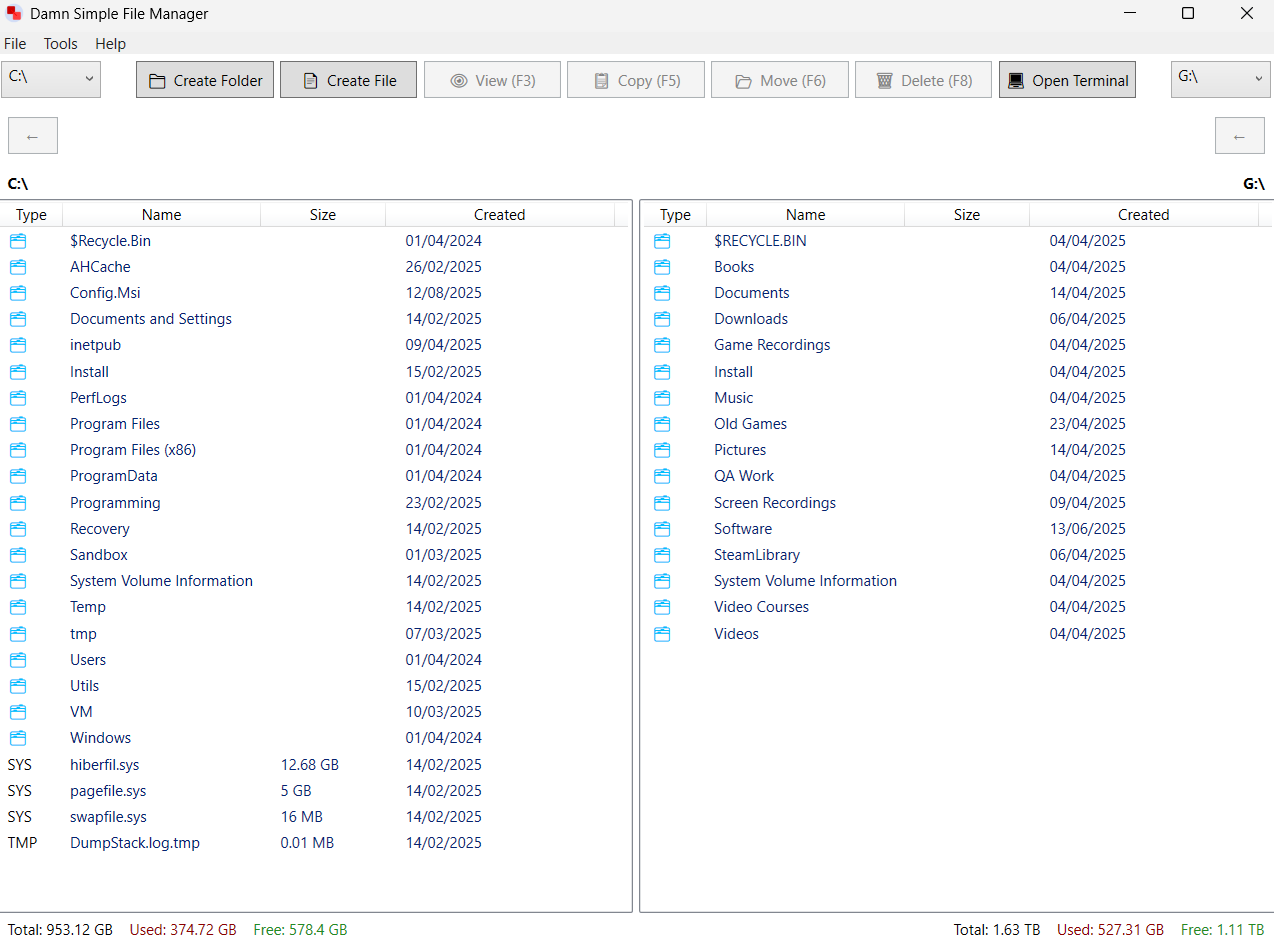 Damn Simple File Manager
File Tools Help
C:\ Create Folder Create File View (F3) Copy (F5) Move (F6) Delete (F8) Open Terminal G:\
← ←
C:\ G:\
Type Name Size Created
$Recycle.Bin 01/04/2024
AHCache 26/02/2025
Config.Msi 12/08/2025
Documents and Settings 14/02/2025
inetpub 09/04/2025
Install 15/02/2025
PerfLogs 01/04/2024
Program Files 01/04/2024
Program Files (x86) 01/04/2024
ProgramData 01/04/2024
Programming 23/02/2025
Recovery 14/02/2025
Sandbox 01/03/2025
System Volume Information 14/02/2025
Temp 14/02/2025
tmp 07/03/2025
Users 01/04/2024
Utils 15/02/2025
VM 10/03/2025
Windows 01/04/2024
SYS hiberfil.sys 12.68 GB 14/02/2025
SYS pagefile.sys 5 GB 14/02/2025
SYS swapfile.sys 16 MB 14/02/2025
TMP DumpStack.log.tmp 0.01 MB 14/02/2025
Type Name Size Created
$RECYCLE.BIN 04/04/2025
Books 04/04/2025
Documents 14/04/2025
Downloads 06/04/2025
Game Recordings 04/04/2025
Install 04/04/2025
Music 04/04/2025
Old Games 23/04/2025
Pictures 14/04/2025
QA Work 04/04/2025
Screen Recordings 09/04/2025
Software 13/06/2025
SteamLibrary 06/04/2025
System Volume Information 04/04/2025
Video Courses 04/04/2025
Videos 04/04/2025
Total: 953.12 GB Used: 374.72 GB Free: 578.4 GB
Total: 1.63 TB Used: 527.31 GB Free: 1.11 TB